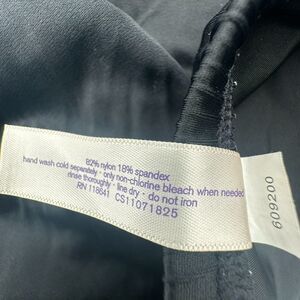 82% nylon 18% spandex
hand wash cold separately · only non-chlorine bleach when needed
rinse thoroughly · line dry · do not iron
RN 118641 CS11071825
609200